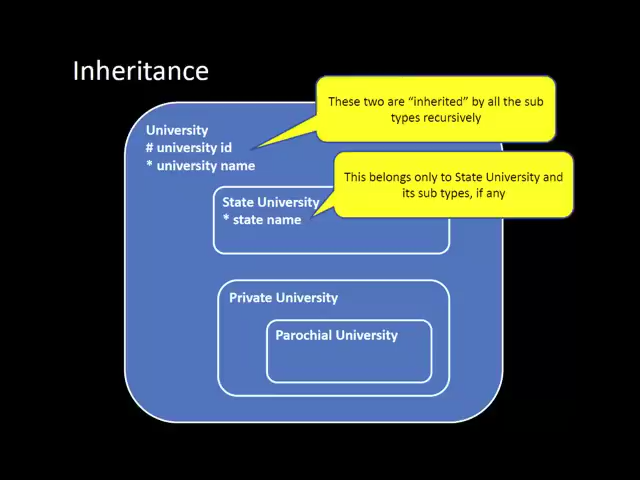 Inheritance
These two are “inherited” by all the sub
types recursively
University
# university id
* university name
This belongs only to State University and
its sub types, if any
State University
* state name
Private University
Parochial University